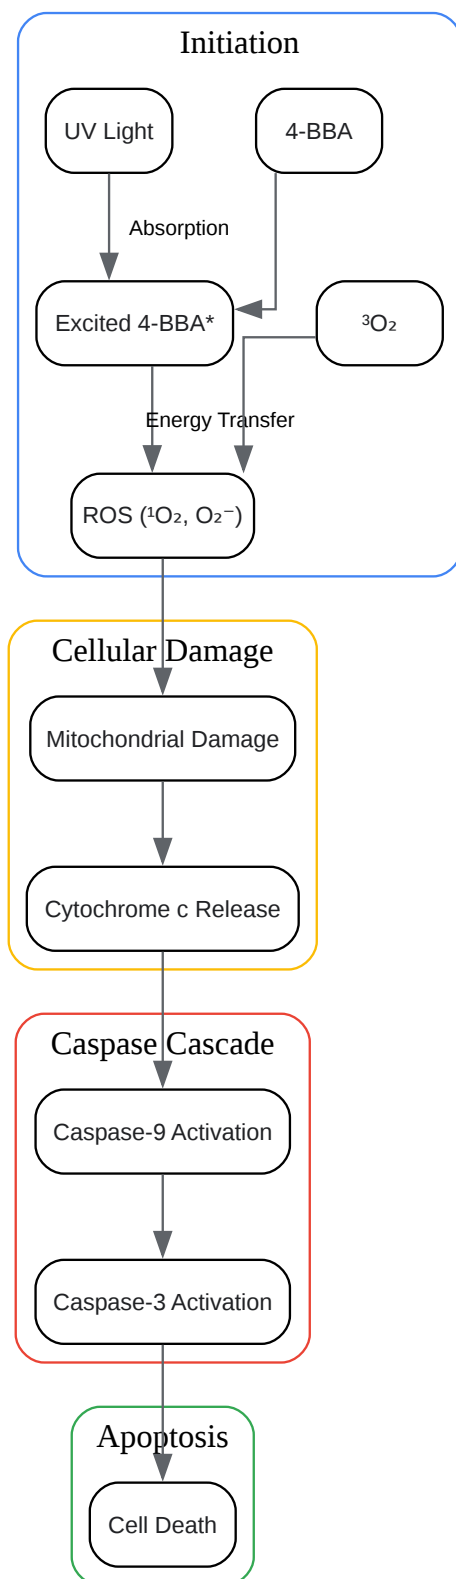 Initiation
UV Light
4-BBA
Absorption
Excited 4-BBA*
³O₂
Energy Transfer
ROS (¹O₂, O₂⁻)
Cellular Damage
Mitochondrial Damage
Cytochrome c Release
Caspase Cascade
Caspase-9 Activation
Caspase-3 Activation
Apoptosis
Cell Death